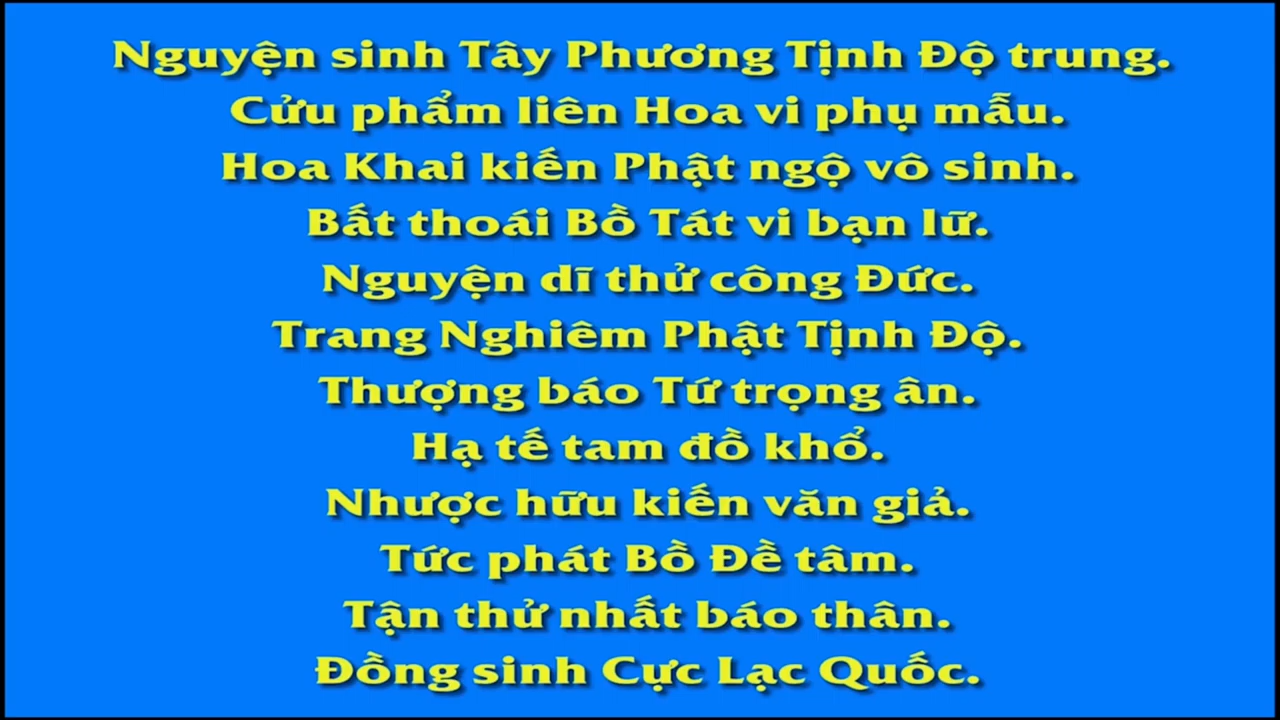 Nguyện sinh Tây Phương Tịnh Độ trung.
Cửu phẩm liên Hoa vi phụ mẫu.
Hoa Khai kiến Phật ngộ vô sinh.
Bất thoái Bồ Tát vi bạn lữ.
Nguyện dĩ thử công Đức.
Trang Nghiêm Phật Tịnh Độ.
Thượng báo Tứ trọng ân.
Hạ tế tam đồ khổ.
Nhược hữu kiến văn giả.
Tức phát Bồ Đề tâm.
Tận thử nhất báo thân.
Đồng sinh Cực Lạc Quốc.